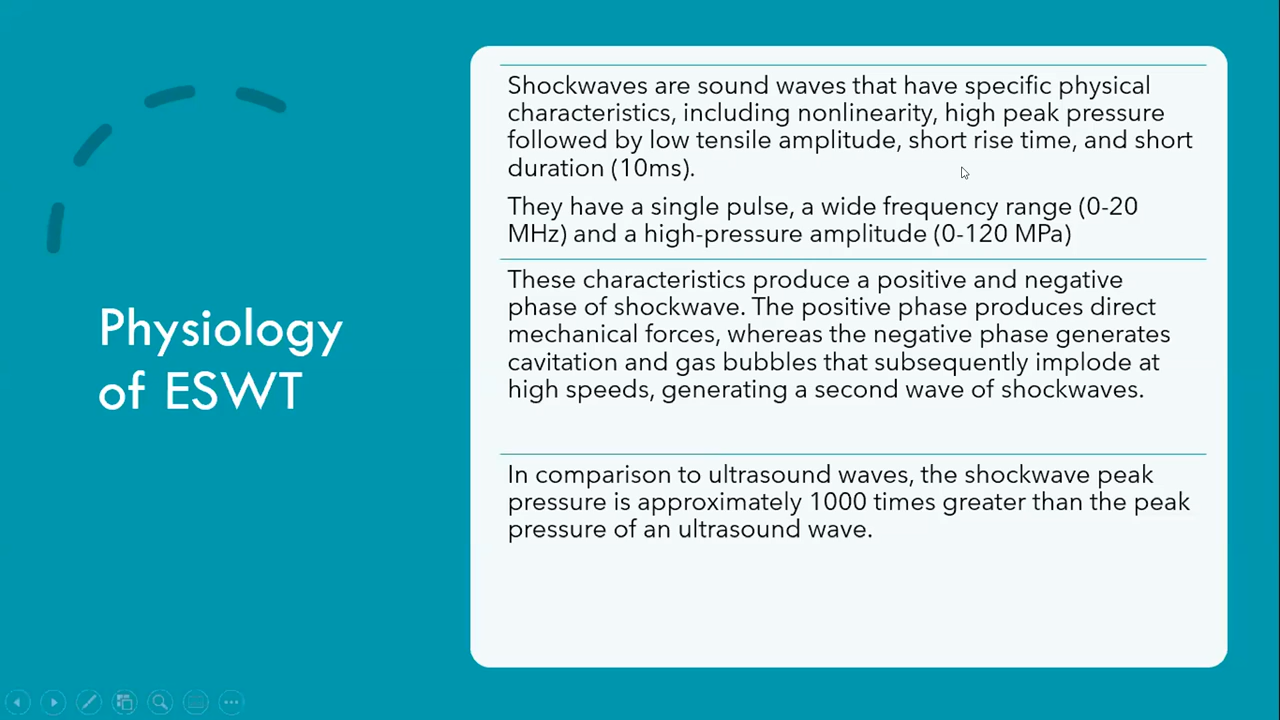 Physiology
of ESWT
Shockwaves are sound waves that have specific physical
characteristics, including nonlinearity, high peak pressure
followed by low tensile amplitude, short rise time, and short
duration (10ms).
They have a single pulse, a wide frequency range (0-20
MHz) and a high-pressure amplitude (0-120 MPa)
These characteristics produce a positive and negative
phase of shockwave. The positive phase produces direct
mechanical forces, whereas the negative phase generates
cavitation and gas bubbles that subsequently implode at
high speeds, generating a second wave of shockwaves.
In comparison to ultrasound waves, the shockwave peak
pressure is approximately 1000 times greater than the peak
pressure of an ultrasound wave.